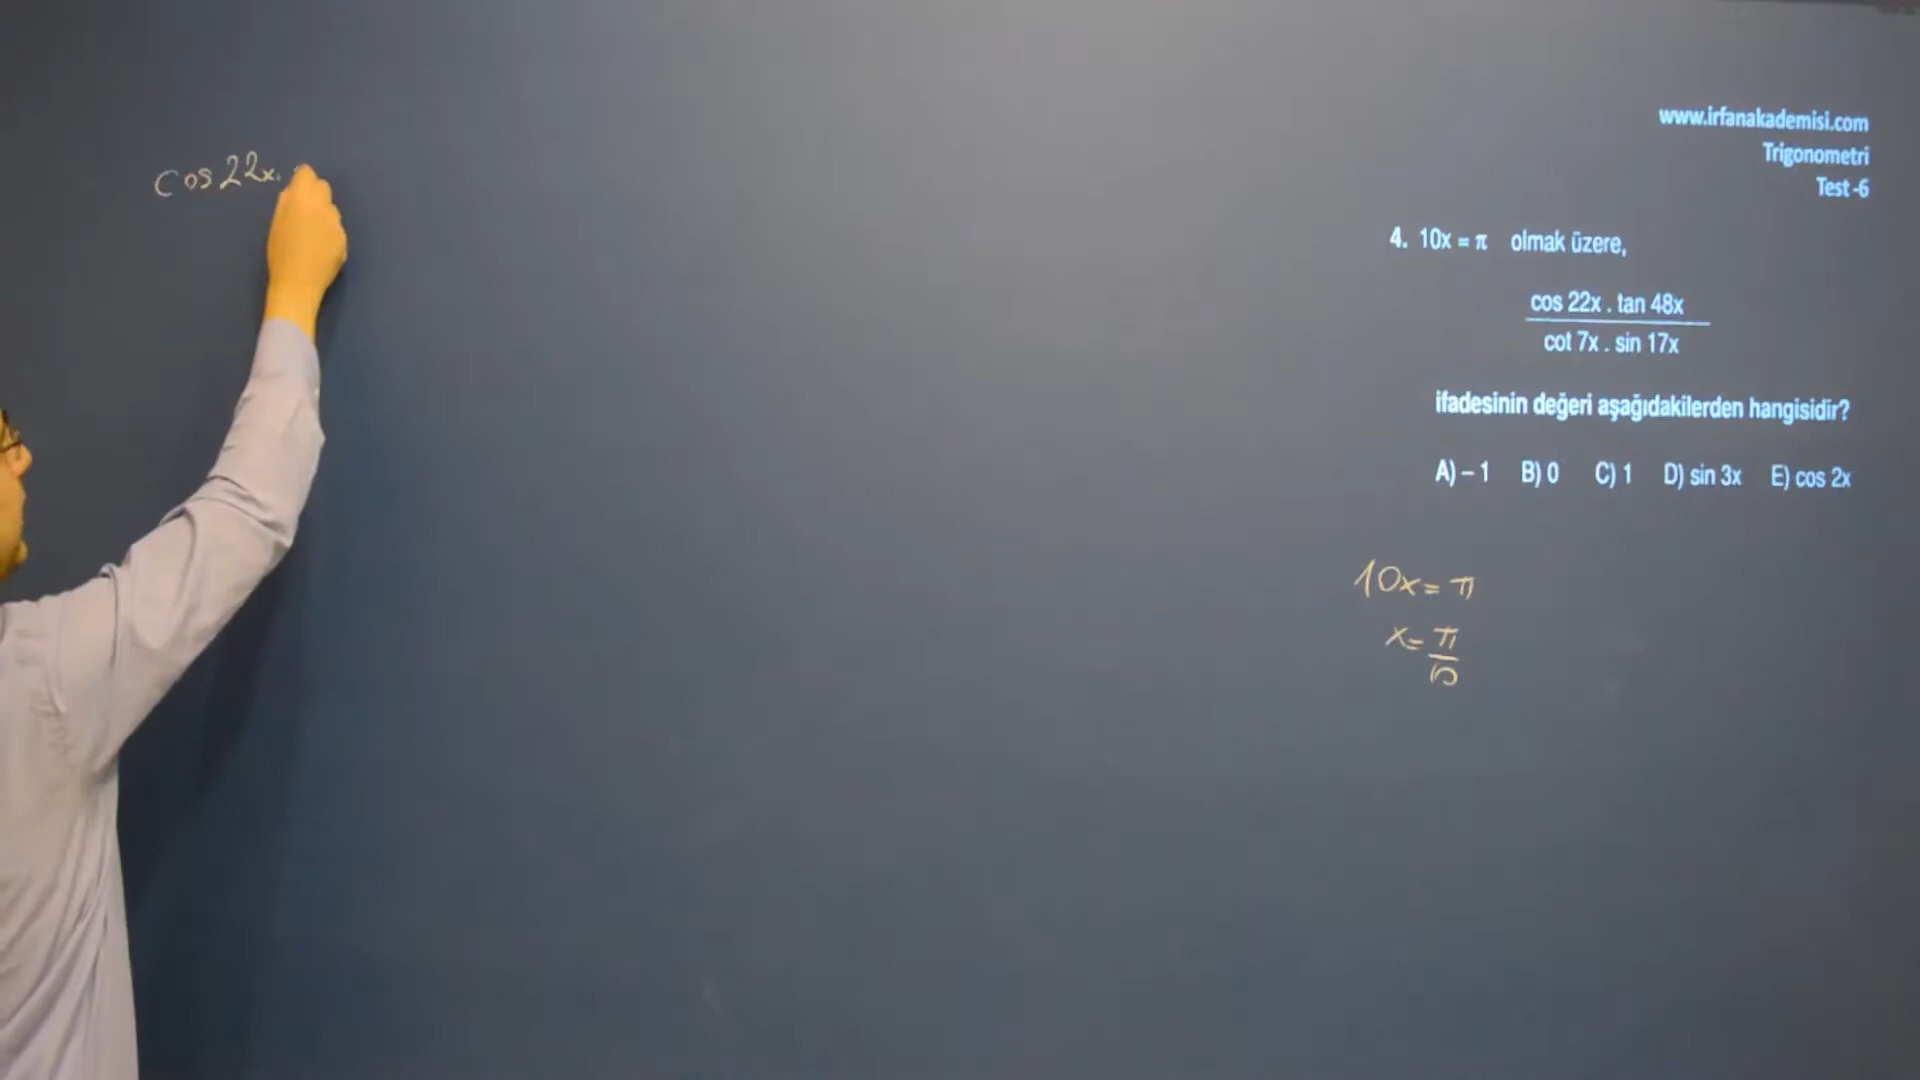 cos 22x .
www.irfanakademisi.com
Trigonometri
Test -6
4. 10x = π olmak üzere,
cos 22x . tan 48x
cot 7x . sin 17x
ifadesinin değeri aşağıdakilerden hangisidir?
A) – 1 B) 0 C) 1 D) sin 3x E) cos 2x
10x = π
x = π